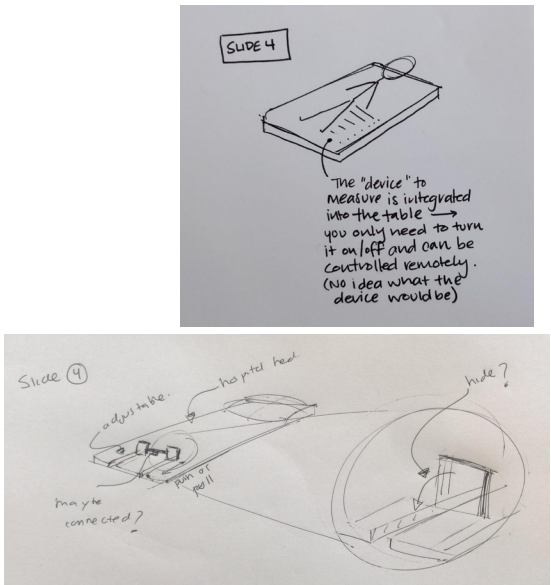 SLIDE 4
The "device" to
measure is integrated
into the table →
you only need to turn
it on/off and can be
controlled remotely.
(No idea what the
device would be)
Slide 4
hospital bed
adjustable.
hide?
push or
pull
maybe
connected?